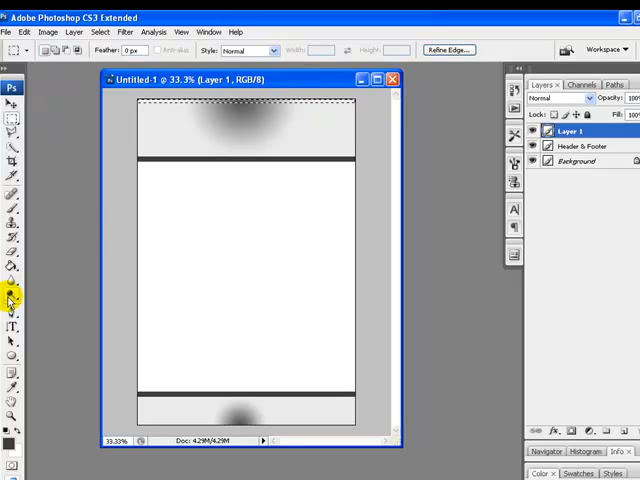 Ps Adobe Photoshop CS3 Extended
File Edit Image Layer Select Filter Analysis View Window Help
Feather: 0 px Anti-alias Style: Normal Width: Height: Refine Edge... Workspace
Ps
Untitled-1 @ 33.3% (Layer 1, RGB/8)
Layers x Channels Paths
Normal Opacity: 100%
Lock: Fill: 100%
Layer 1
Header & Footer
Background
33.33% Doc: 4.29M/4.29M
Navigator Histogram Info x
Color x Swatches Styles